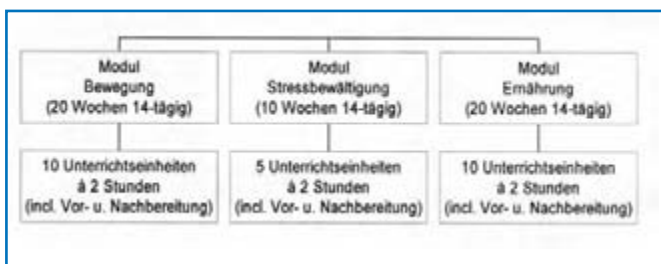 Modul
Bewegung
(20 Wochen 14-tägig)
Modul
Stressbewältigung
(10 Wochen 14-tägig)
Modul
Ernährung
(20 Wochen 14-tägig)
10 Unterrichtseinheiten
à 2 Stunden
(incl. Vor- u. Nachbereitung)
5 Unterrichtseinheiten
à 2 Stunden
(incl. Vor- u. Nachbereitung)
10 Unterrichtseinheiten
à 2 Stunden
(incl. Vor- u. Nachbereitung)